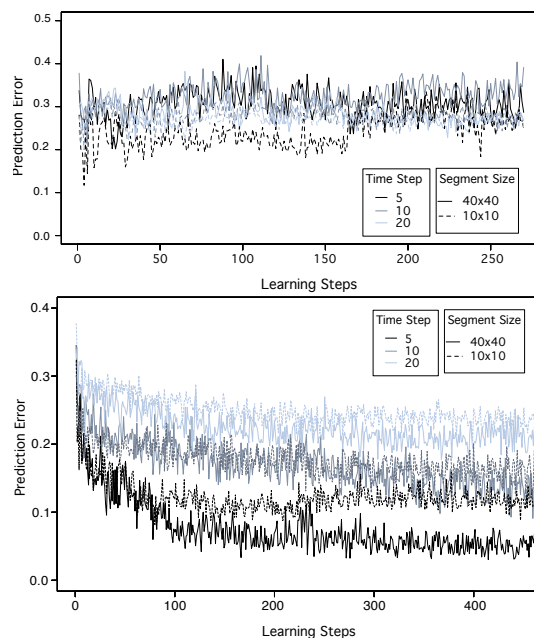 0.5
0.4
0.3
0.2
0.1
0.0
Prediction Error
Time Step
5
10
20
Segment Size
40x40
10x10
0
50
100
150
200
250
Learning Steps
0.4
0.3
0.2
0.1
0.0
Prediction Error
Time Step
5
10
20
Segment Size
40x40
10x10
0
100
200
300
400
Learning Steps